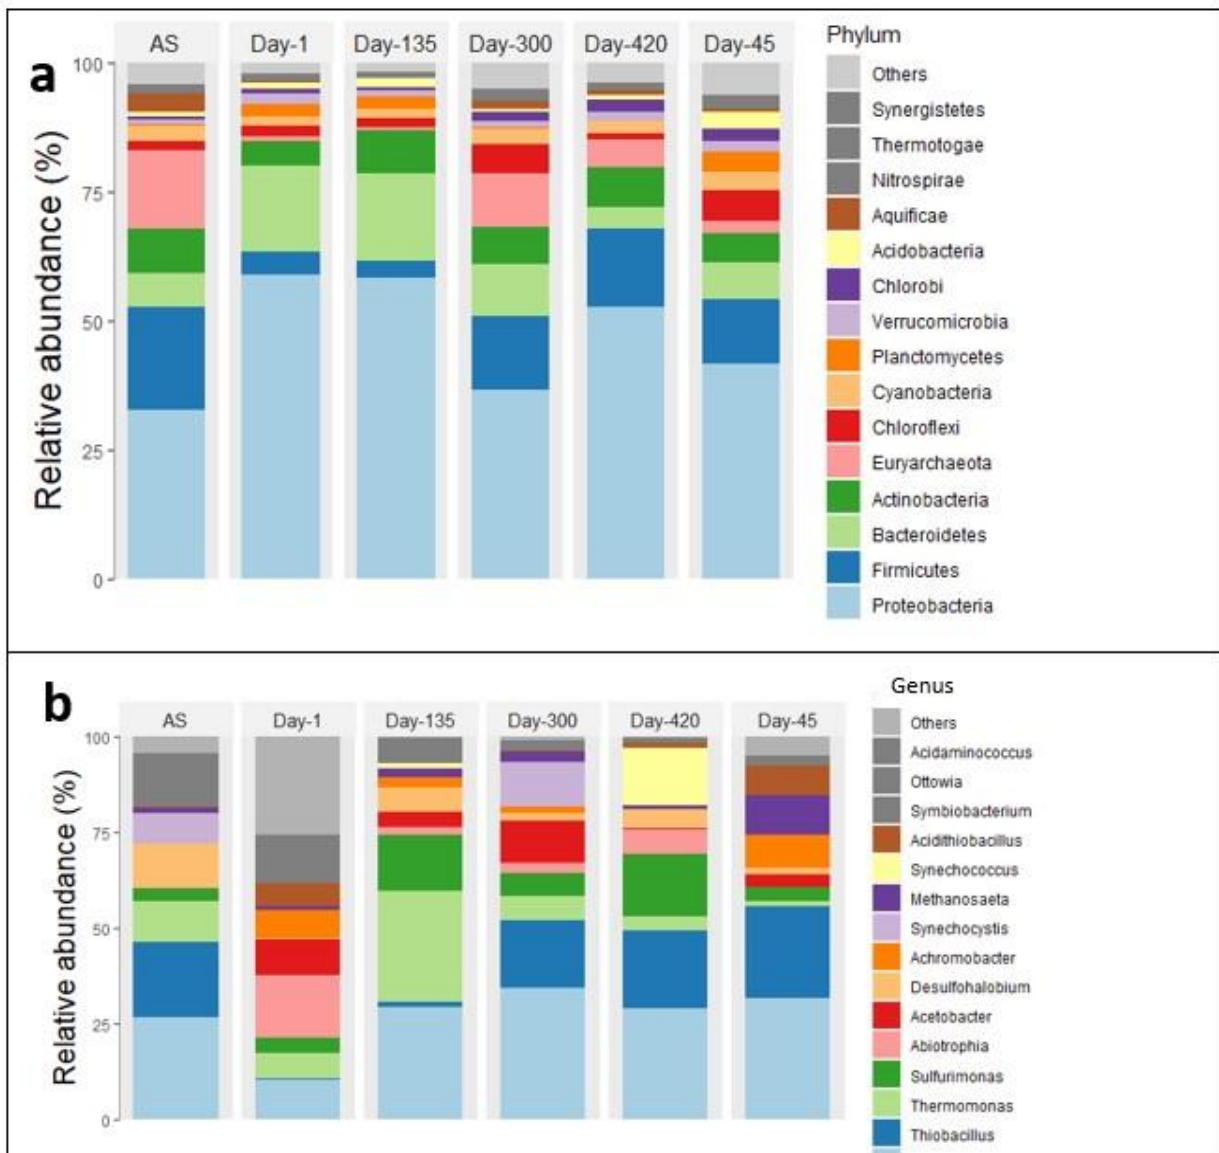 a
AS Day-1 Day-135 Day-300 Day-420 Day-45
Relative abundance (%)
100
75
50
25
0
Phylum
Others
Synergistetes
Thermotogae
Nitrospirae
Aquificae
Acidobacteria
Chlorobi
Verrucomicrobia
Planctomycetes
Cyanobacteria
Chloroflexi
Euryarchaeota
Actinobacteria
Bacteroidetes
Firmicutes
Proteobacteria
b
AS Day-1 Day-135 Day-300 Day-420 Day-45
Relative abundance (%)
100
75
50
25
0
Genus
Others
Acidaminococcus
Ottowia
Symbiobacterium
Acidithiobacillus
Synechococcus
Methanosaeta
Synechocystis
Achromobacter
Desulfohalobium
Acetobacter
Abiotrophia
Sulfurimonas
Thermomonas
Thiobacillus